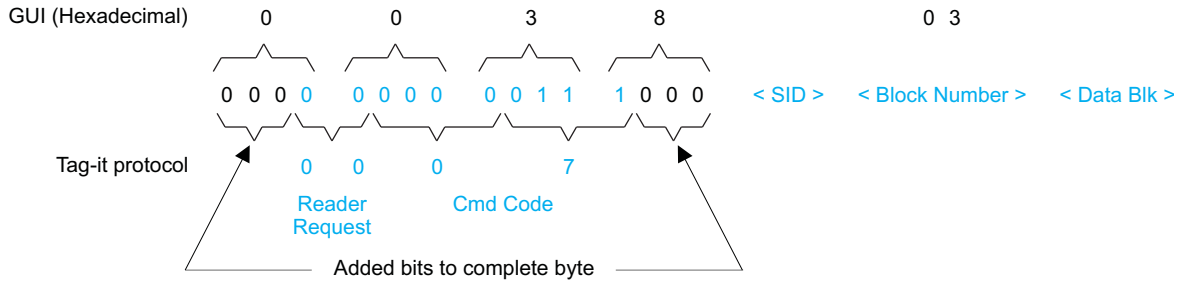 GUI (Hexadecimal) 0 0 3 8 0 3
0 0 0 0 0 0 0 0 0 0 1 1 1 0 0 0 < SID > < Block Number > < Data Blk >
Tag-it protocol 0 0 0 7
Reader Request Cmd Code
Added bits to complete byte